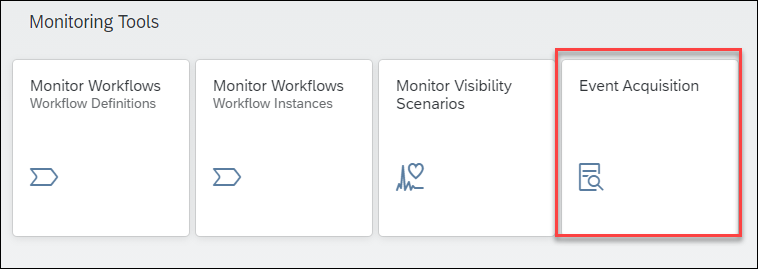 Monitoring Tools
Monitor Workflows
Workflow Definitions
Monitor Workflows
Workflow Instances
Monitor Visibility
Scenarios
Event Acquisition